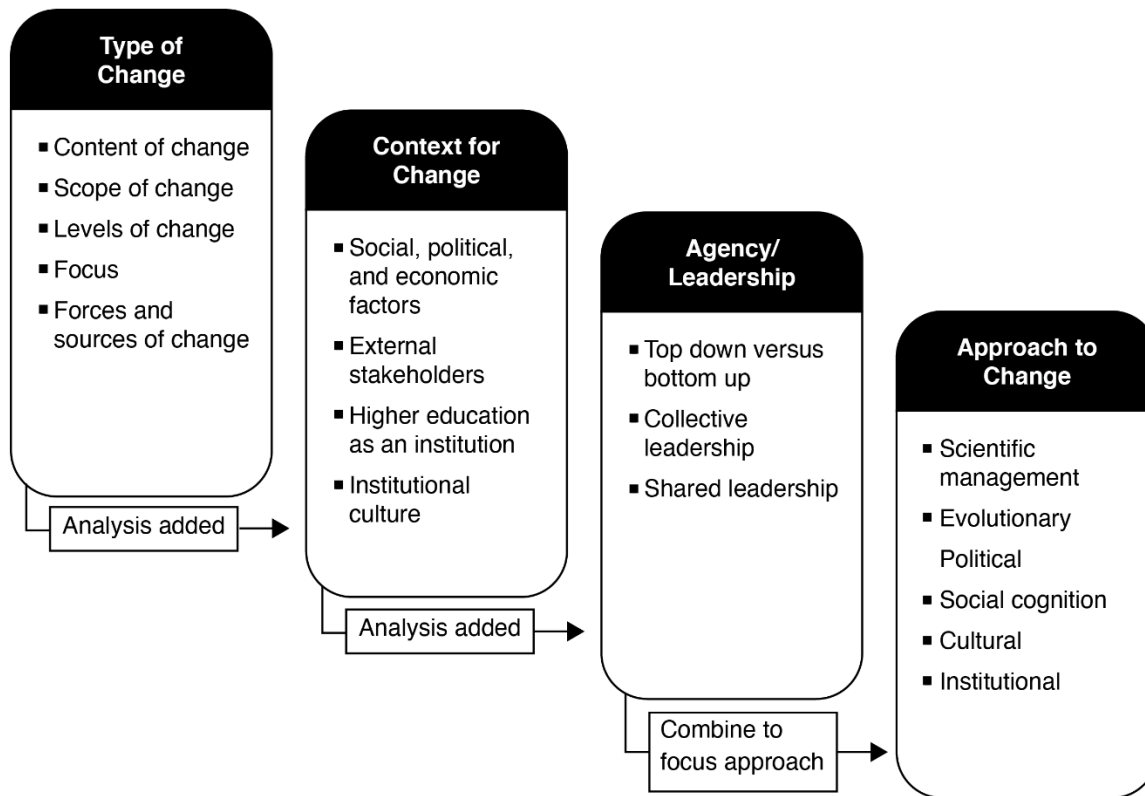 Type of
Change
■ Content of change
■ Scope of change
■ Levels of change
■ Focus
■ Forces and
sources of change
Analysis added
Context for
Change
■ Social, political,
and economic
factors
■ External
stakeholders
■ Higher education
as an institution
■ Institutional
culture
Analysis added
Agency/
Leadership
■ Top down versus
bottom up
■ Collective
leadership
■ Shared leadership
Combine to
focus approach
Approach to
Change
■ Scientific
management
■ Evolutionary
Political
■ Social cognition
■ Cultural
■ Institutional